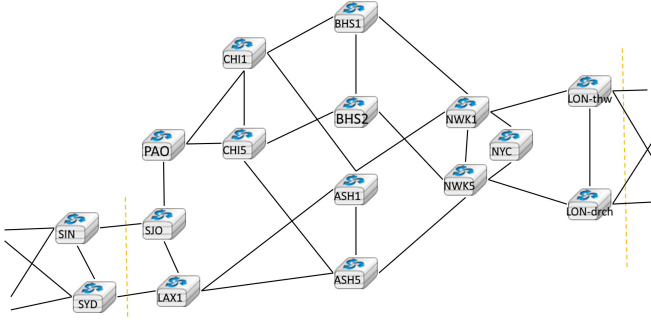 BHS1
CHI1
LON-thw
BHS2
NWK1
PAO
CHI5
NYC
NWK5
ASH1
LON-drch
SIN
SJO
ASH5
SYD
LAX1